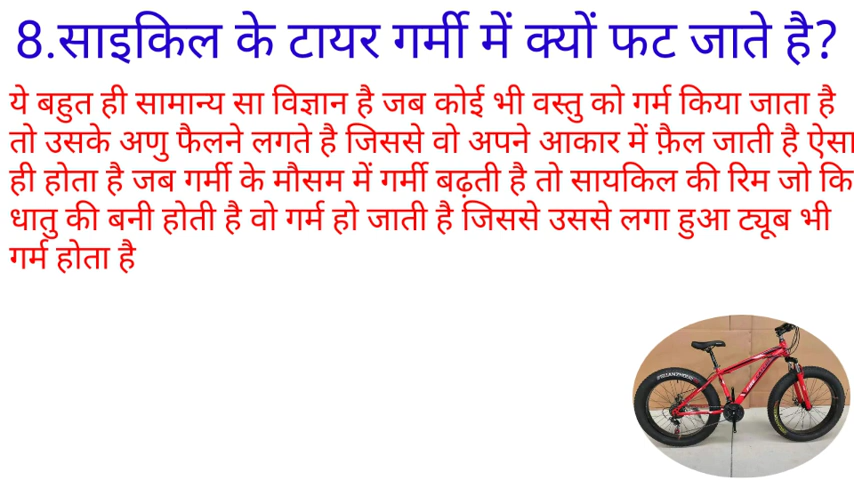 8.साइकिल के टायर गर्मी में क्यों फट जाते है?
ये बहुत ही सामान्य सा विज्ञान है जब कोई भी वस्तु को गर्म किया जाता है
तो उसके अणु फैलने लगते है जिससे वो अपने आकार में फ़ैल जाती है ऐसा
ही होता है जब गर्मी के मौसम में गर्मी बढ़ती है तो सायकिल की रिम जो कि
धातु की बनी होती है वो गर्म हो जाती है जिससे उससे लगा हुआ ट्यूब भी
गर्म होता है